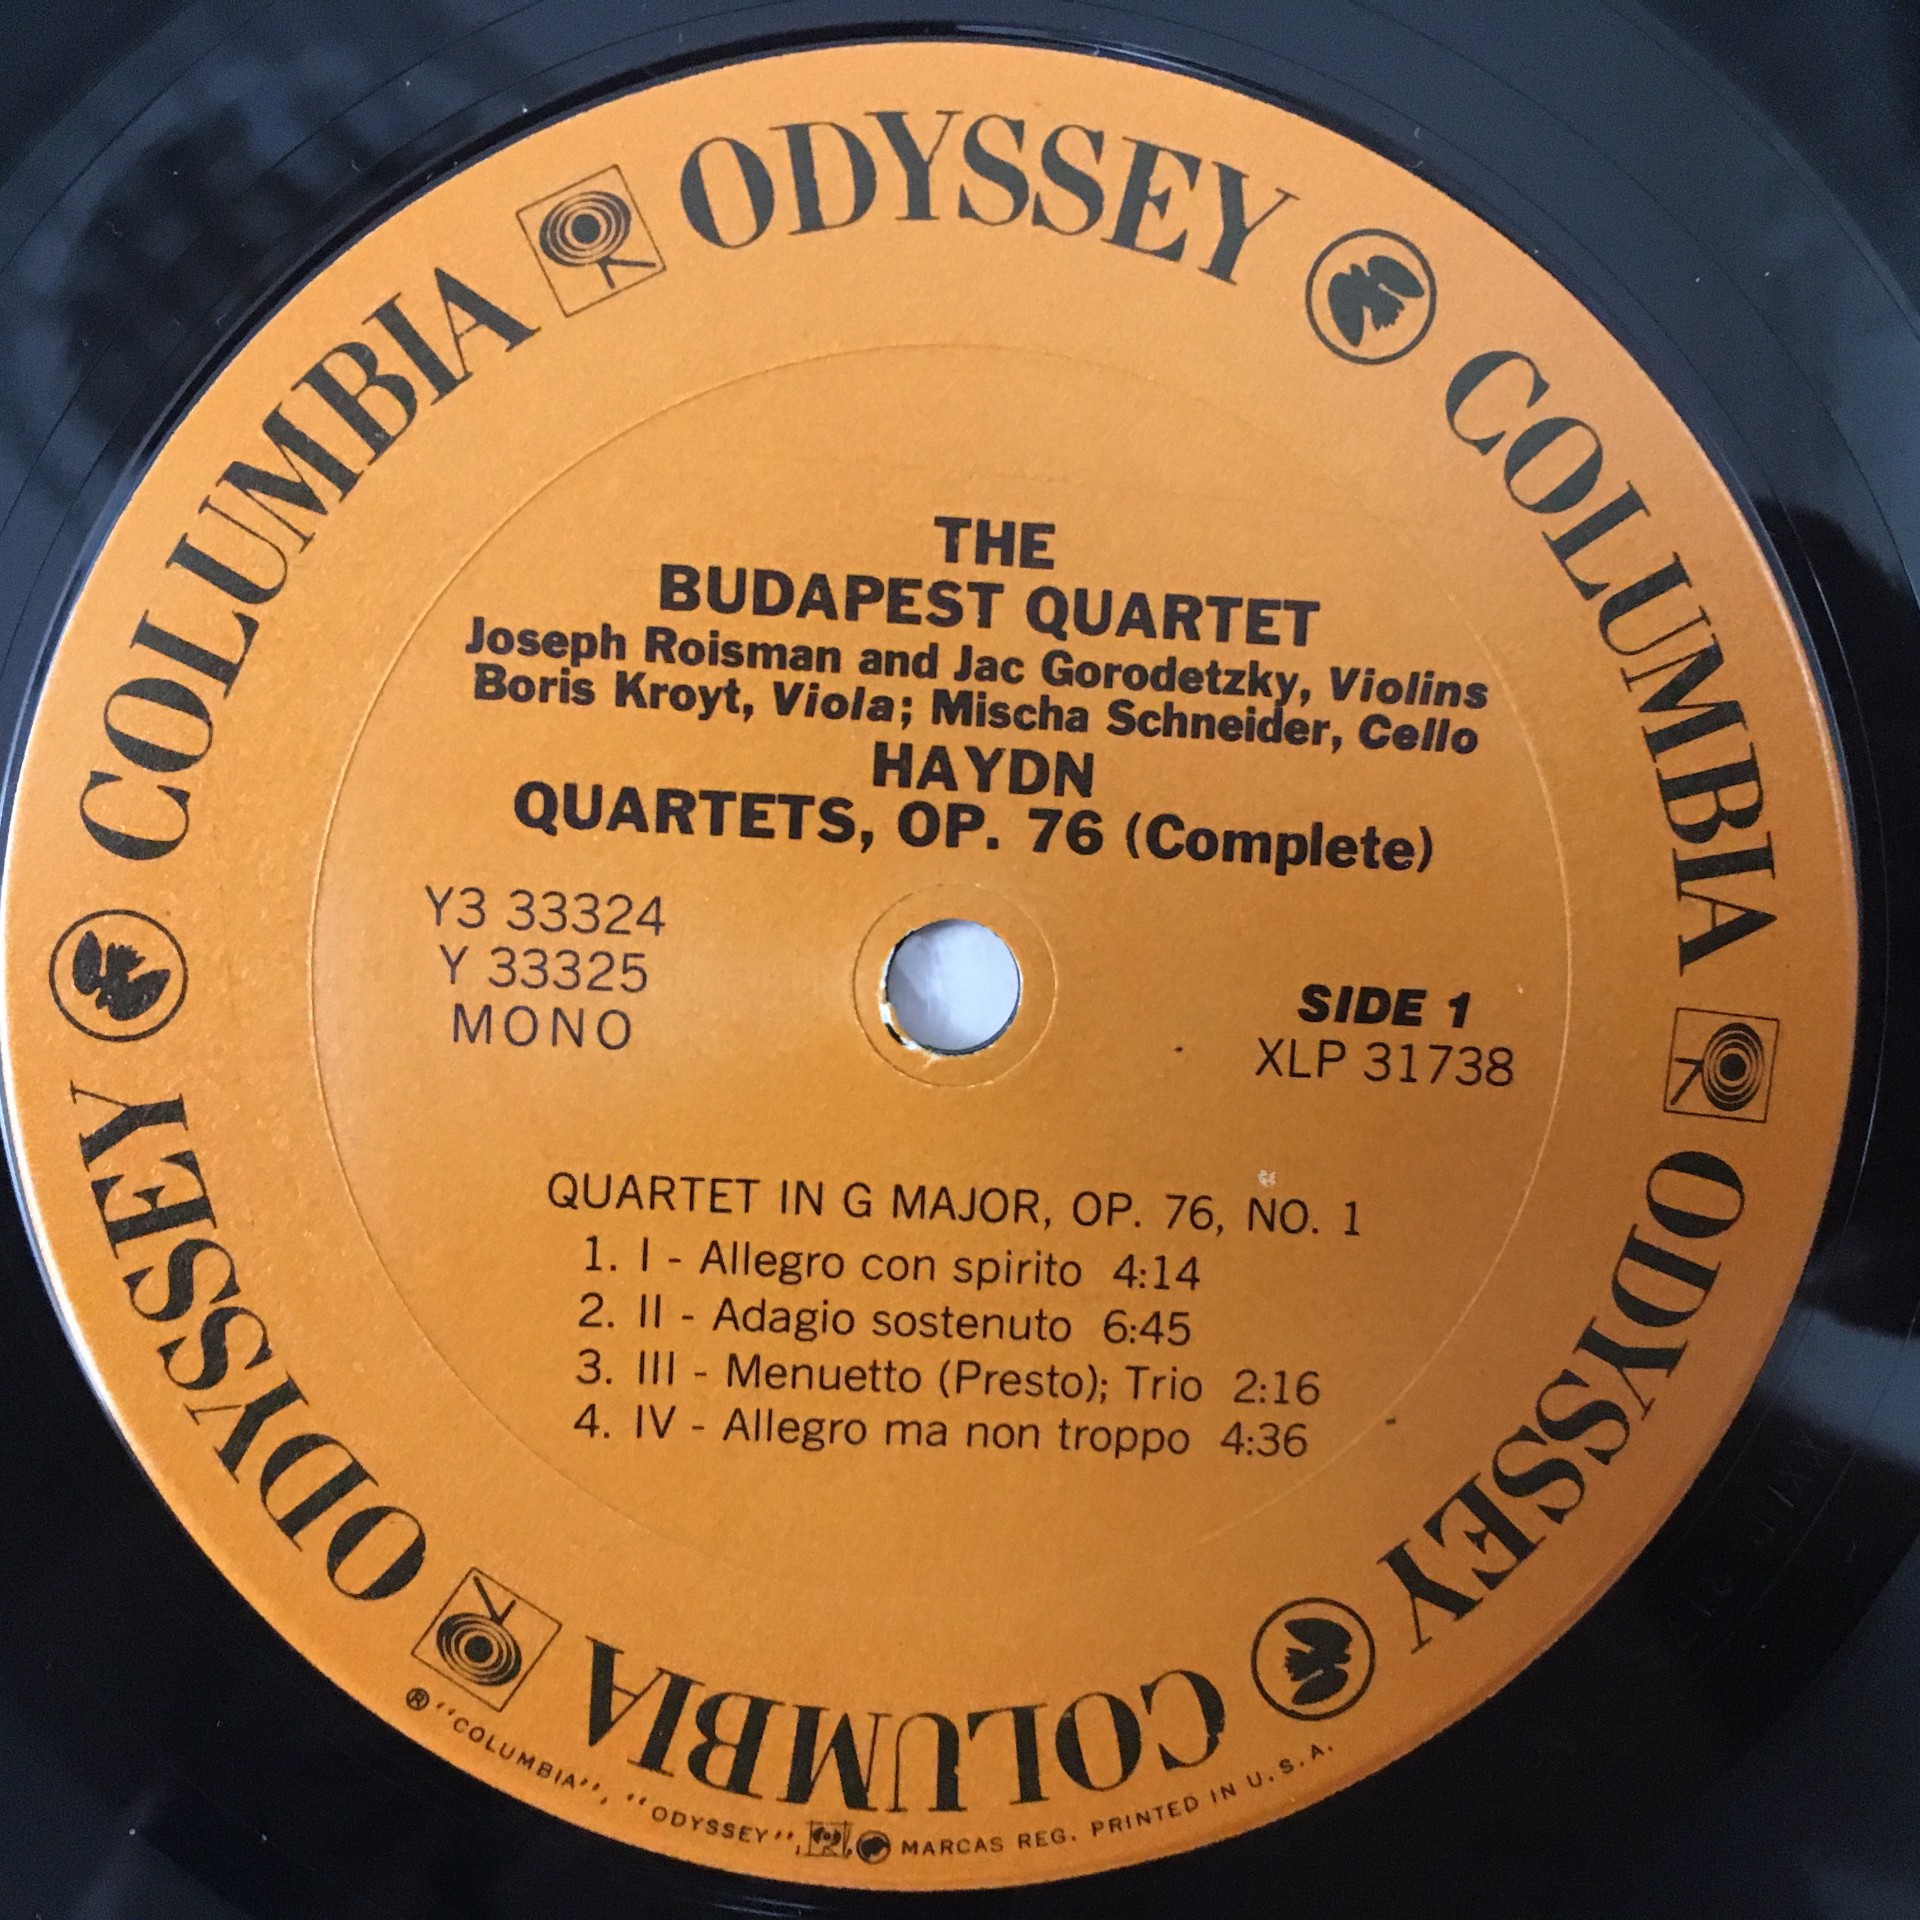 ODYSSEY
COLUMBIA
ODYSSEY
COLUMBIA
ODYSSEY
COLUMBIA
THE
BUDAPEST QUARTET
Joseph Roisman and Jac Gorodetzky, Violins
Boris Kroyt, Viola; Mischa Schneider, Cello
HAYDN
QUARTETS, OP. 76 (Complete)
Y3 33324
Y 33325
MONO
SIDE 1
XLP 31738
QUARTET IN G MAJOR, OP. 76, NO. 1
1. I - Allegro con spirito 4:14
2. II - Adagio sostenuto 6:45
3. III - Menuetto (Presto); Trio 2:16
4. IV - Allegro ma non troppo 4:36
® "COLUMBIA", "ODYSSEY", MARCAS REG. PRINTED IN U.S.A.